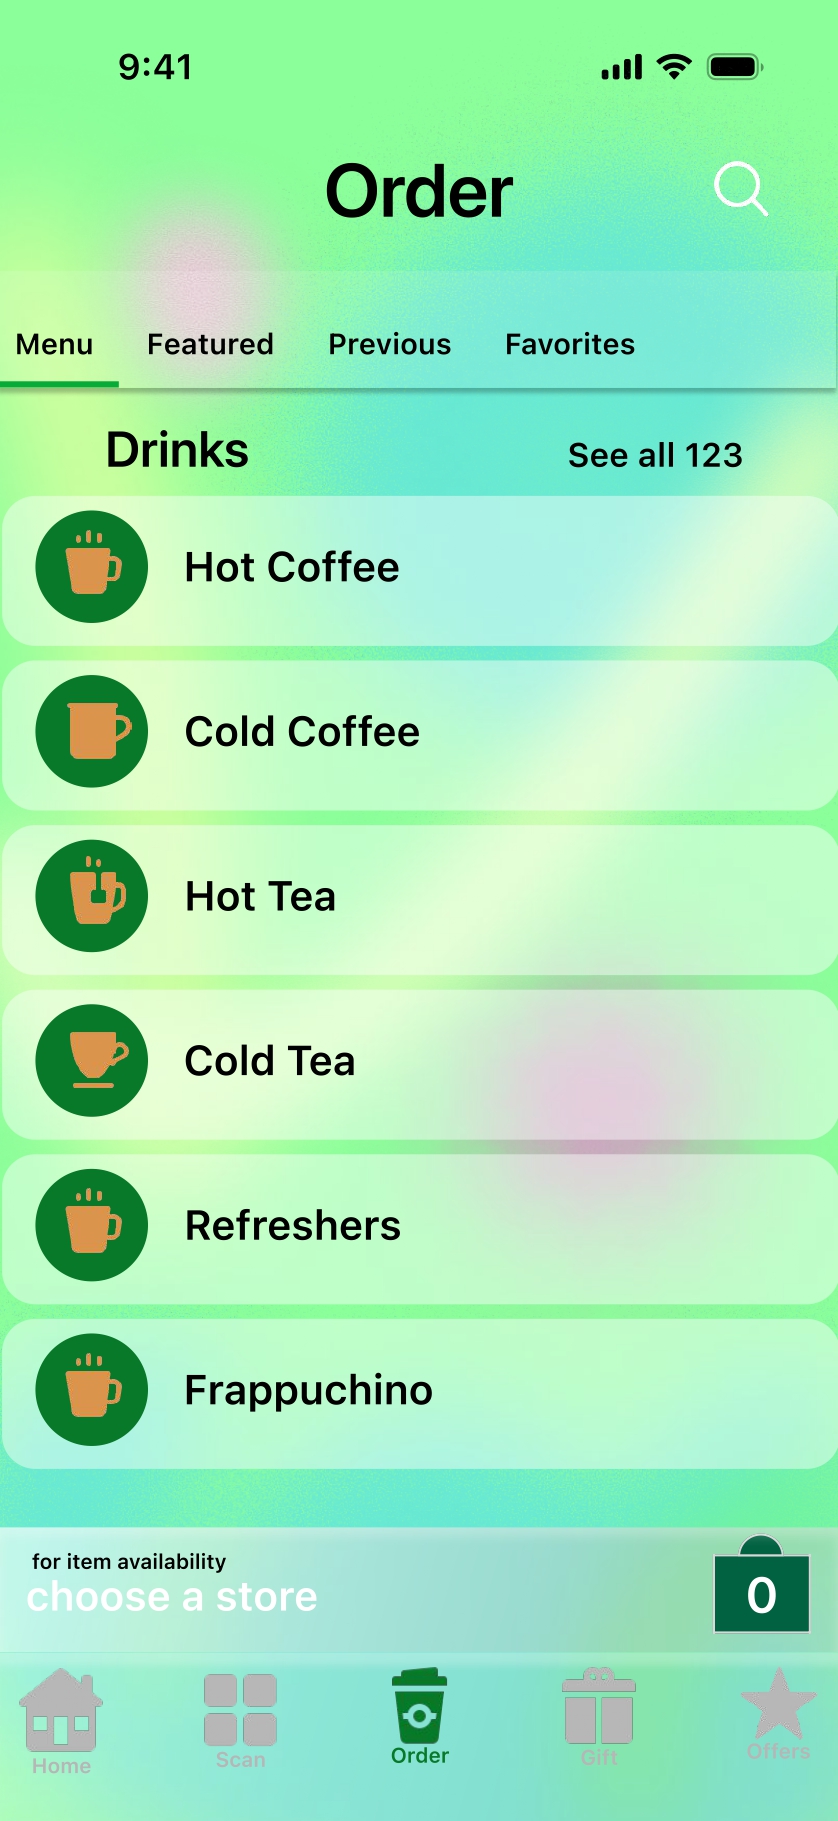 9:41
Order
Menu Featured Previous Favorites
Drinks See all 123
Hot Coffee
Cold Coffee
Hot Tea
Cold Tea
Refreshers
Frappuchino
for item availability
choose a store
0
Home Scan Order Gift Offers